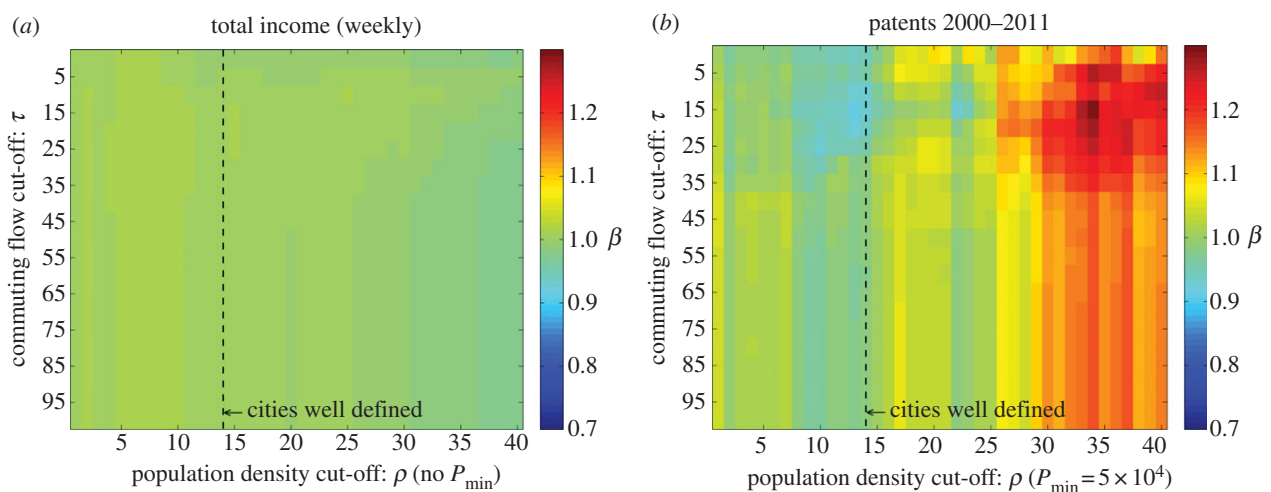 (a) total income (weekly)
commuting flow cut-off: τ
5
15
25
35
45
55
65
75
85
95
5 10 15 20 25 30 35 40
← cities well defined
population density cut-off: ρ (no Pmin)
1.2
1.1
1.0 β
0.9
0.8
0.7
(b) patents 2000–2011
commuting flow cut-off: τ
5
15
25
35
45
55
65
75
85
95
5 10 15 20 25 30 35 40
← cities well defined
population density cut-off: ρ (Pmin = 5 × 10⁴)
1.2
1.1
1.0 β
0.9
0.8
0.7